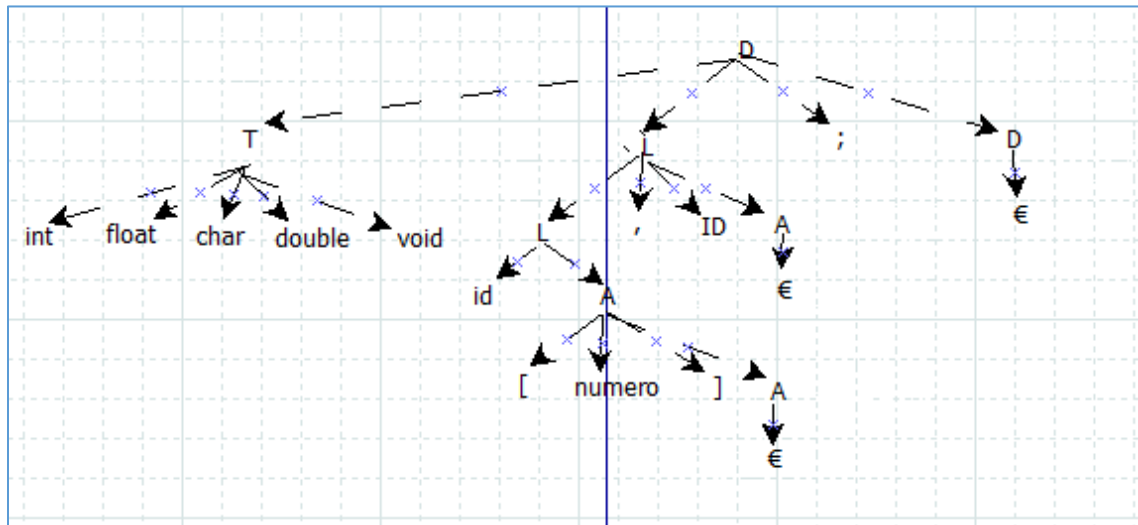 D
T L ; D
int float char double void
L , ID A €
id A €
[ numero ] A
€